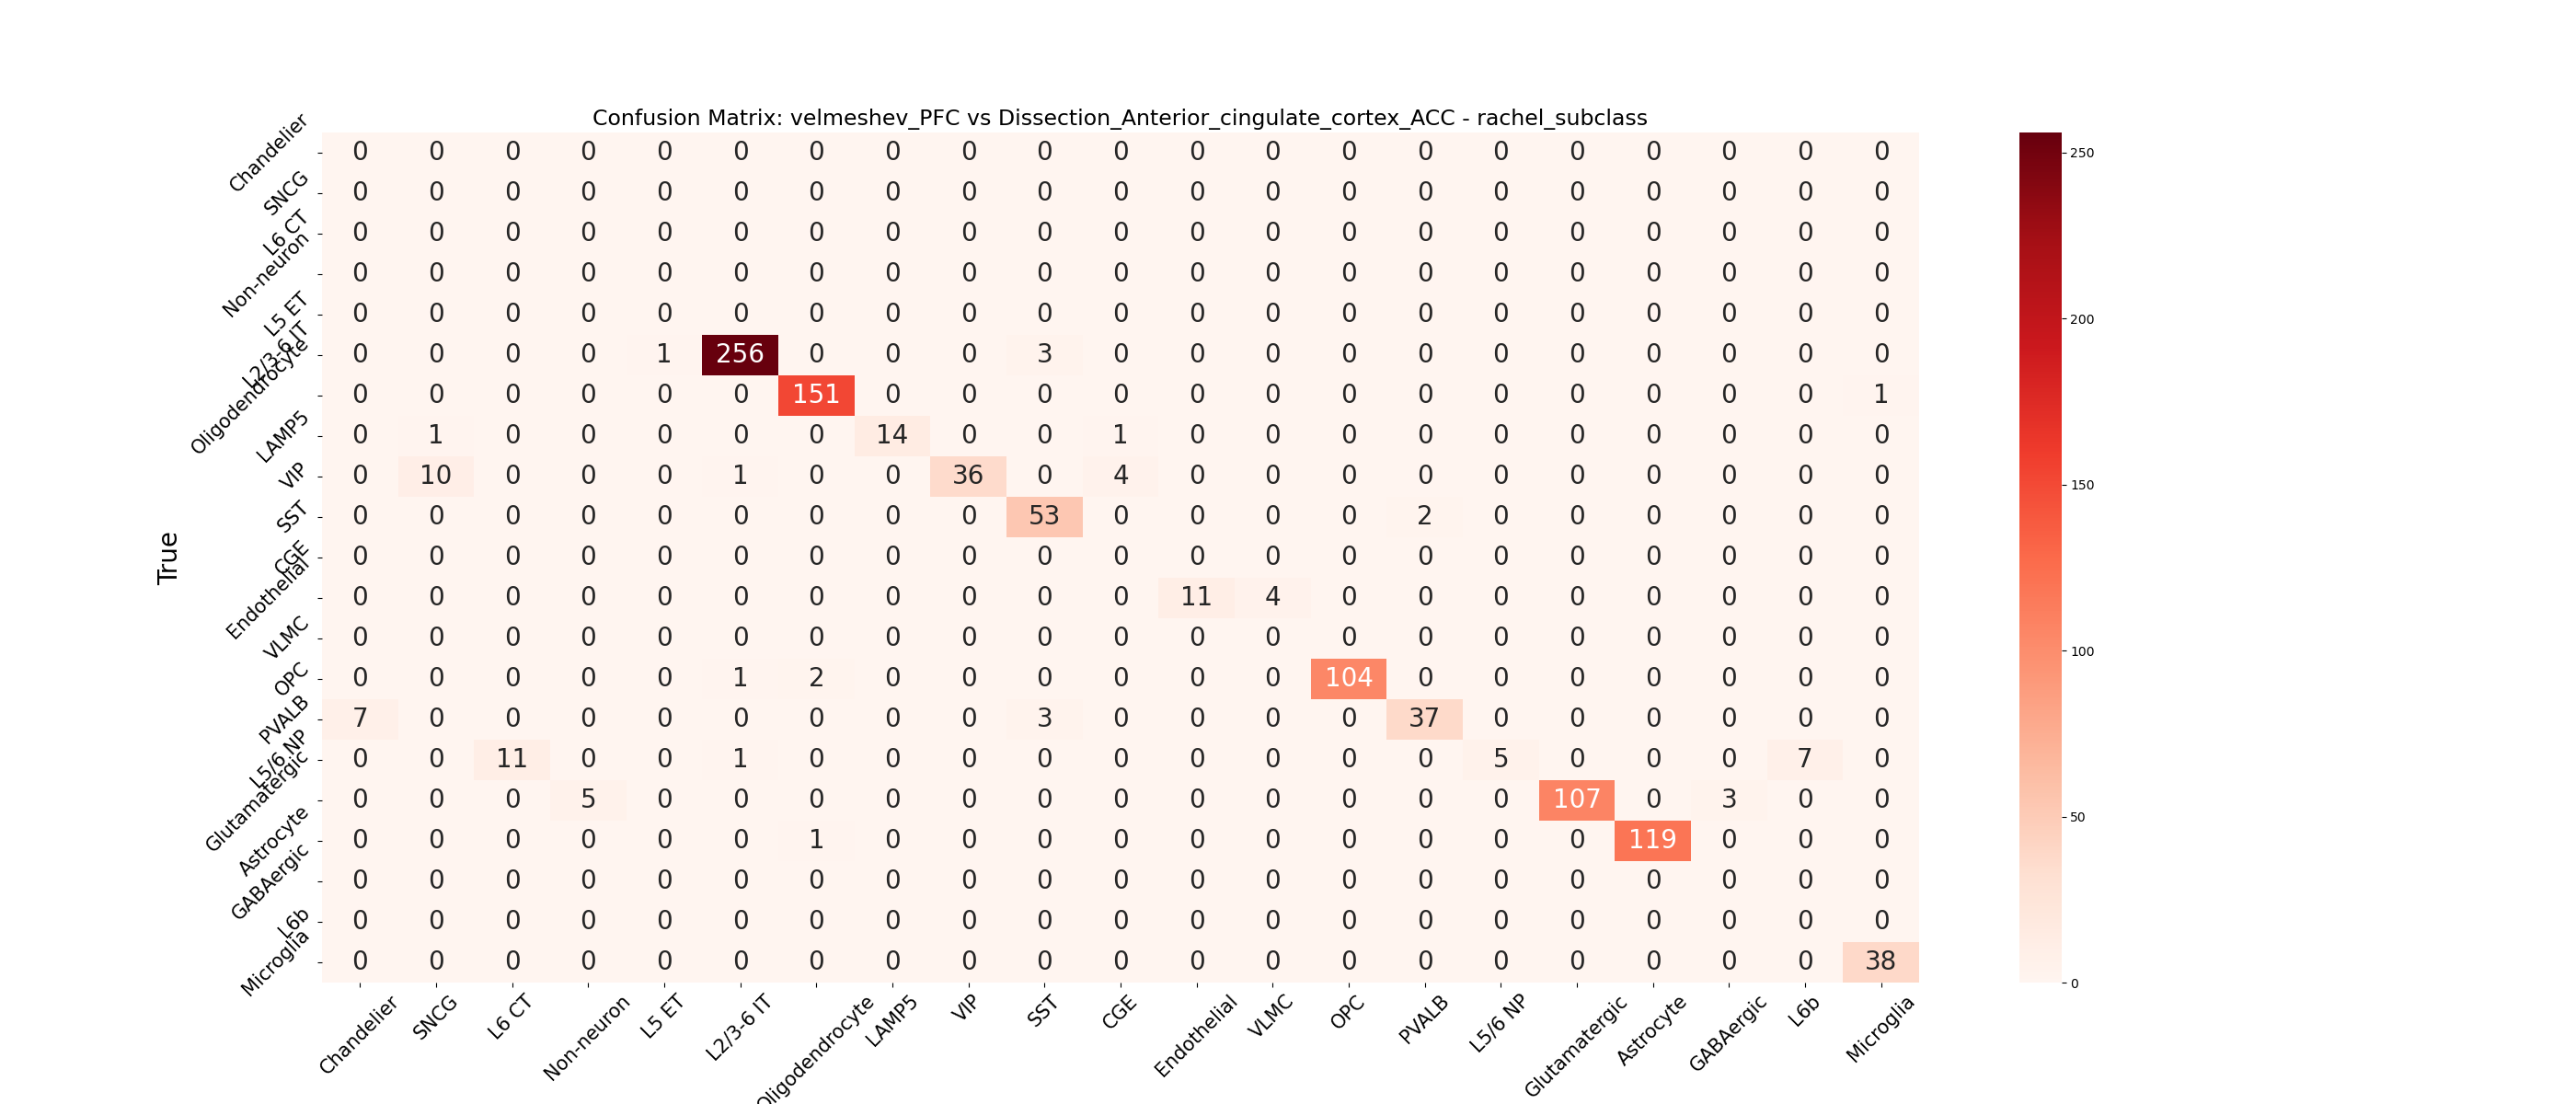 Confusion Matrix: velmeshev_PFC vs Dissection_Anterior_cingulate_cortex_ACC - rachel_subclass
True
Chandelier 0 0 0 0 0 0 0 0 0 0 0 0 0 0 0 0 0 0 0 0 0
SNCG 0 0 0 0 0 0 0 0 0 0 0 0 0 0 0 0 0 0 0 0 0
L6 CT 0 0 0 0 0 0 0 0 0 0 0 0 0 0 0 0 0 0 0 0 0
Non-neuron 0 0 0 0 0 0 0 0 0 0 0 0 0 0 0 0 0 0 0 0 0
L5 ET 0 0 0 0 0 0 0 0 0 0 0 0 0 0 0 0 0 0 0 0 0
L2/3-6 IT 0 0 0 0 1 256 0 0 0 3 0 0 0 0 0 0 0 0 0 0 0
Oligodendrocyte 0 0 0 0 0 0 151 0 0 0 0 0 0 0 0 0 0 0 0 0 1
LAMP5 0 1 0 0 0 0 0 14 0 0 1 0 0 0 0 0 0 0 0 0 0
VIP 0 10 0 0 0 1 0 0 36 0 4 0 0 0 0 0 0 0 0 0 0
SST 0 0 0 0 0 0 0 0 0 53 0 0 0 0 2 0 0 0 0 0 0
CGE 0 0 0 0 0 0 0 0 0 0 0 0 0 0 0 0 0 0 0 0 0
Endothelial 0 0 0 0 0 0 0 0 0 0 0 11 4 0 0 0 0 0 0 0 0
VLMC 0 0 0 0 0 0 0 0 0 0 0 0 0 0 0 0 0 0 0 0 0
OPC 0 0 0 0 0 1 2 0 0 0 0 0 0 104 0 0 0 0 0 0 0
PVALB 7 0 0 0 0 0 0 0 0 3 0 0 0 0 37 0 0 0 0 0 0
L5/6 NP 0 0 11 0 0 1 0 0 0 0 0 0 0 0 0 5 0 0 0 7 0
Glutamatergic 0 0 0 5 0 0 0 0 0 0 0 0 0 0 0 0 107 0 3 0 0
Astrocyte 0 0 0 0 0 0 1 0 0 0 0 0 0 0 0 0 0 119 0 0 0
GABAergic 0 0 0 0 0 0 0 0 0 0 0 0 0 0 0 0 0 0 0 0 0
L6b 0 0 0 0 0 0 0 0 0 0 0 0 0 0 0 0 0 0 0 0 0
Microglia 0 0 0 0 0 0 0 0 0 0 0 0 0 0 0 0 0 0 0 0 38
Chandelier SNCG L6 CT Non-neuron L5 ET L2/3-6 IT Oligodendrocyte LAMP5 VIP SST CGE Endothelial VLMC OPC PVALB L5/6 NP Glutamatergic Astrocyte GABAergic L6b Microglia
250
200
150
100
50
0